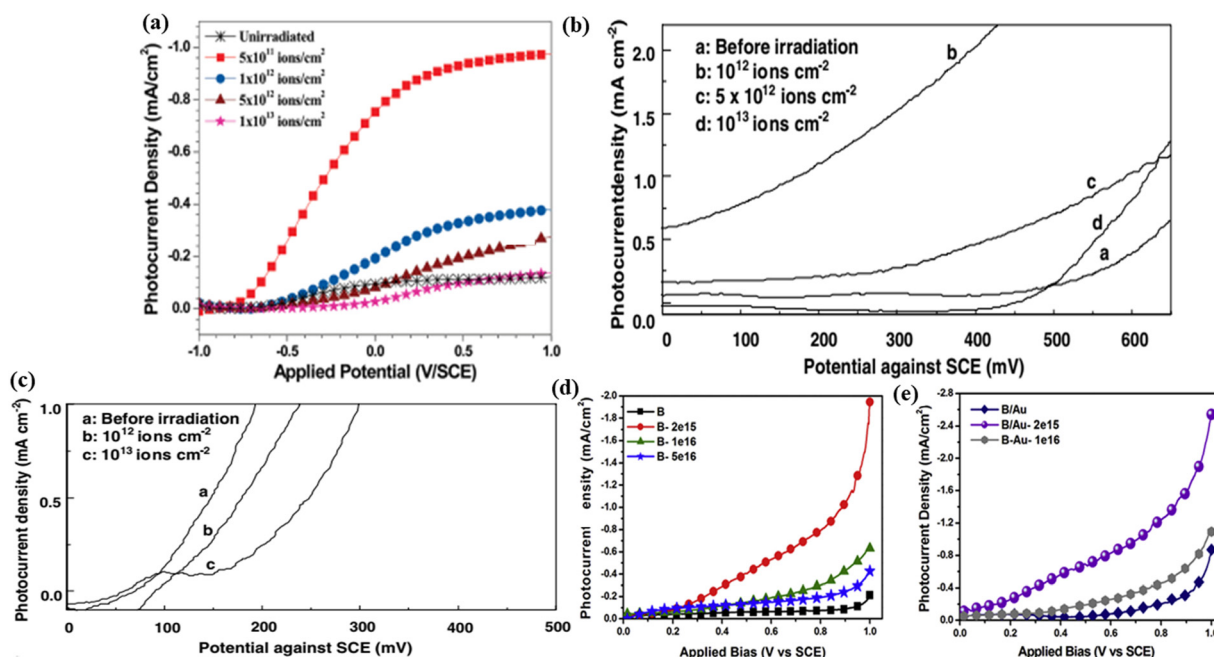 (a)
Unirradiated
5x10¹¹ ions/cm²
1x10¹² ions/cm²
5x10¹² ions/cm²
1x10¹³ ions/cm²
Photocurrent Density (mA/cm²)
-1.0
-0.8
-0.6
-0.4
-0.2
0.0
-1.0 -0.5 0.0 0.5 1.0
Applied Potential (V/SCE)
(b)
a: Before irradiation
b: 10¹² ions cm⁻²
c: 5 x 10¹² ions cm⁻²
d: 10¹³ ions cm⁻²
b
c
d
a
Photocurrentdensity (mA cm⁻²)
2.0
1.5
1.0
0.5
0.0
0 100 200 300 400 500 600
Potential against SCE (mV)
(c)
a: Before irradiation
b: 10¹² ions cm⁻²
c: 10¹³ ions cm⁻²
a
b
c
Photocurrent density (mA cm⁻²)
1.0
0.5
0.0
0 100 200 300 400 500
Potential against SCE (mV)
(d)
B
B- 2e15
B- 1e16
B- 5e16
Photocurrent ensity (mA/cm²)
-2.0
-1.8
-1.6
-1.4
-1.2
-1.0
-0.8
-0.6
-0.4
-0.2
0.0
0.0 0.2 0.4 0.6 0.8 1.0
Applied Bias (V vs SCE)
(e)
B/Au
B/Au- 2e15
B-Au- 1e16
Photocurrent Density (mA/cm²)
-2.8
-2.4
-2.0
-1.6
-1.2
-0.8
-0.4
0.0
0.0 0.2 0.4 0.6 0.8 1.0
Applied Bias (V vs SCE)